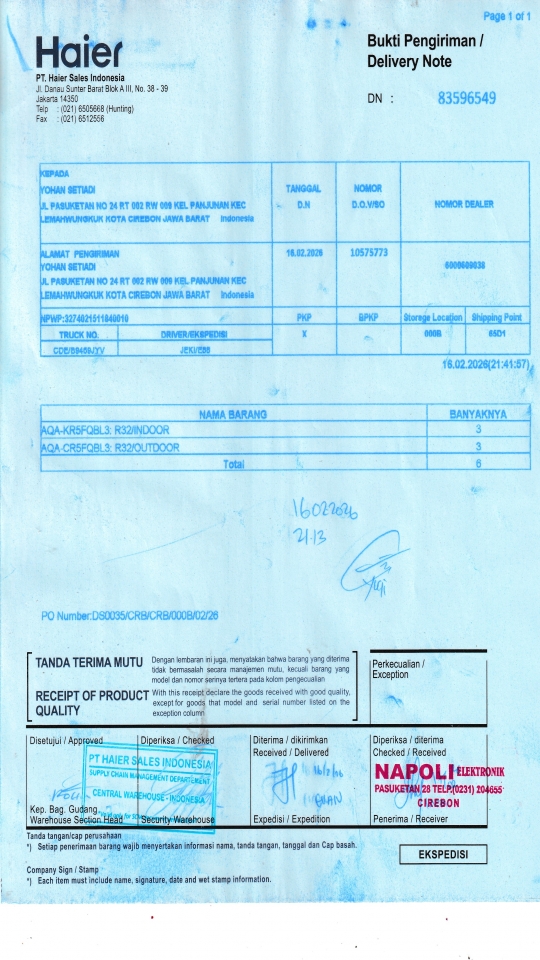 Page 1 of 1
Haier
Bukti Pengiriman /
Delivery Note
DN : 83596549
PT. Haier Sales Indonesia
Jl. Danau Sunter Barat Blok A III, No. 38 - 39
Jakarta 14350
Telp : (021) 6505668 (Hunting)
Fax : (021) 6512556
KEPADA
YOHAN SETIADI
JL PASUKETAN NO 24 RT 002 RW 009 KEL PANJUNAN KEC
LEMAHWUNGKUK KOTA CIREBON JAWA BARAT Indonesia
TANGGAL
D.N
NOMOR
D.O.V/SO
NOMOR DEALER
ALAMAT PENGIRIMAN
YOHAN SETIADI
JL PASUKETAN NO 24 RT 002 RW 009 KEL PANJUNAN KEC
LEMAHWUNGKUK KOTA CIREBON JAWA BARAT Indonesia
16.02.2026
10575773
NPWP:3274021511840010
PKP BPKP Storege Location Shipping Point
TRUCK NO. DRIVER/EKSPEDISI X 000B 65D1
JEKI/E88
16.02.2026(21:41:57)
NAMA BARANG BANYAKNYA
AQA-KR5FQBL3: R32/INDOOR 3
AQA-CR5FQBL3: R32/OUTDOOR 3
Total 6
16022026
21.13
PO Number:DS0035/CRB/CRB/000B/02/26
TANDA TERIMA MUTU
Dengan lembaran ini juga, menyatakan bahwa barang yang diterima
tidak bermasalah secara manajemen mutu, kecuali barang yang
model dan nomor serinya tertera pada kolom pengecualian
RECEIPT OF PRODUCT
QUALITY
With this receipt declare the goods received with good quality,
except for goods that model and serial number listed on the
exception column
Perkecualian /
Exception
Disetujui / Approved
Diperiksa / Checked
Diterima / dikirimkan
Received / Delivered
Diperiksa / diterima
Checked / Received
PT HAIER SALES INDONESIA
SUPPLY CHAIN MANAGEMENT DEPARTEMENT
CENTRAL WAREHOUSE - INDONESIA
NAPOLI ELEKTRONIK
PASUKETAN 28 TELP.(0231) 204655
CIREBON
Kep. Bag. Gudang
Warehouse Section Head
Security Warehouse
Expedisi / Expedition
Penerima / Receiver
Tanda tangan/cap perusahaan
*) Setiap penerimaan barang wajib menyertakan informasi nama, tanda tangan, tanggal dan Cap basah.
EKSPEDISI
Company Sign / Stamp
*) Each item must include name, signature, date and wet stamp information.